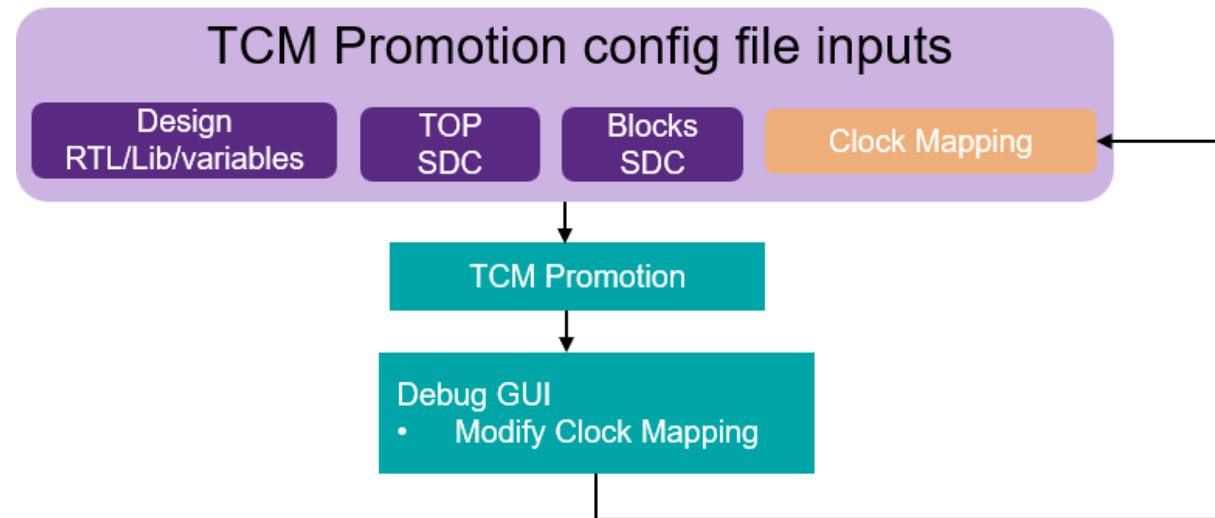 TCM Promotion config file inputs
Design
RTL/Lib/variables
TOP
SDC
Blocks
SDC
Clock Mapping
TCM Promotion
Debug GUI
• Modify Clock Mapping